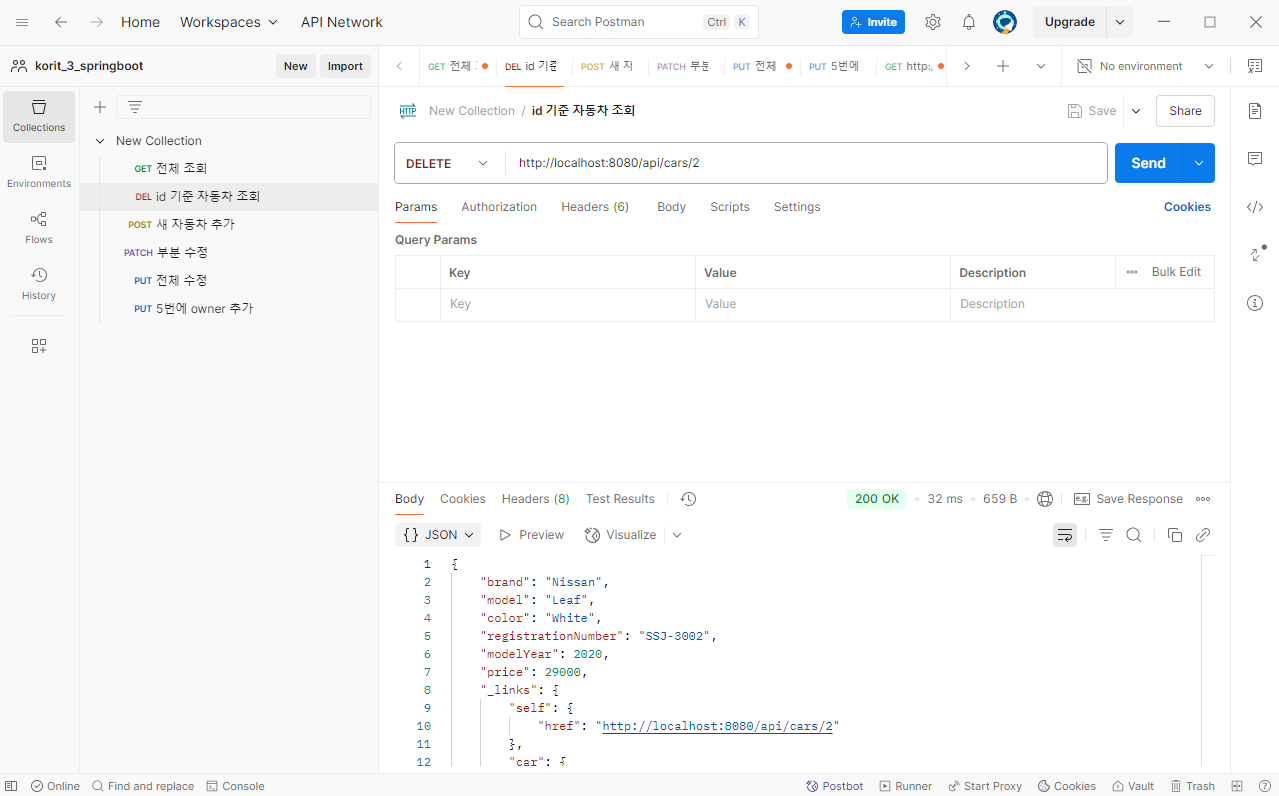 Home Workspaces API Network Search Postman Ctrl K Invite Upgrade
korit_3_springboot New Import GET 전체 DEL id 기준 POST 새 자 PATCH 부분 PUT 전체 PUT 5번에 GET http:, No environment
Collections
Environments
Flows
History
New Collection
GET 전체 조회
DEL id 기준 자동차 조회
POST 새 자동차 추가
PATCH 부분 수정
PUT 전체 수정
PUT 5번에 owner 추가
HTTP New Collection / id 기준 자동차 조회 Save Share
DELETE http://localhost:8080/api/cars/2 Send
Params Authorization Headers (6) Body Scripts Settings Cookies
Query Params
Key Value Description Bulk Edit
Key Value Description
Body Cookies Headers (8) Test Results 200 OK • 32 ms • 659 B • e.g. Save Response
{} JSON Preview Visualize
1 {
2 "brand": "Nissan",
3 "model": "Leaf",
4 "color": "White",
5 "registrationNumber": "SSJ-3002",
6 "modelYear": 2020,
7 "price": 29000,
8 "_links": {
9 "self": {
10 "href": "http://localhost:8080/api/cars/2"
11 },
12 "car": {
Online Find and replace Console Postbot Runner Start Proxy Cookies Vault Trash